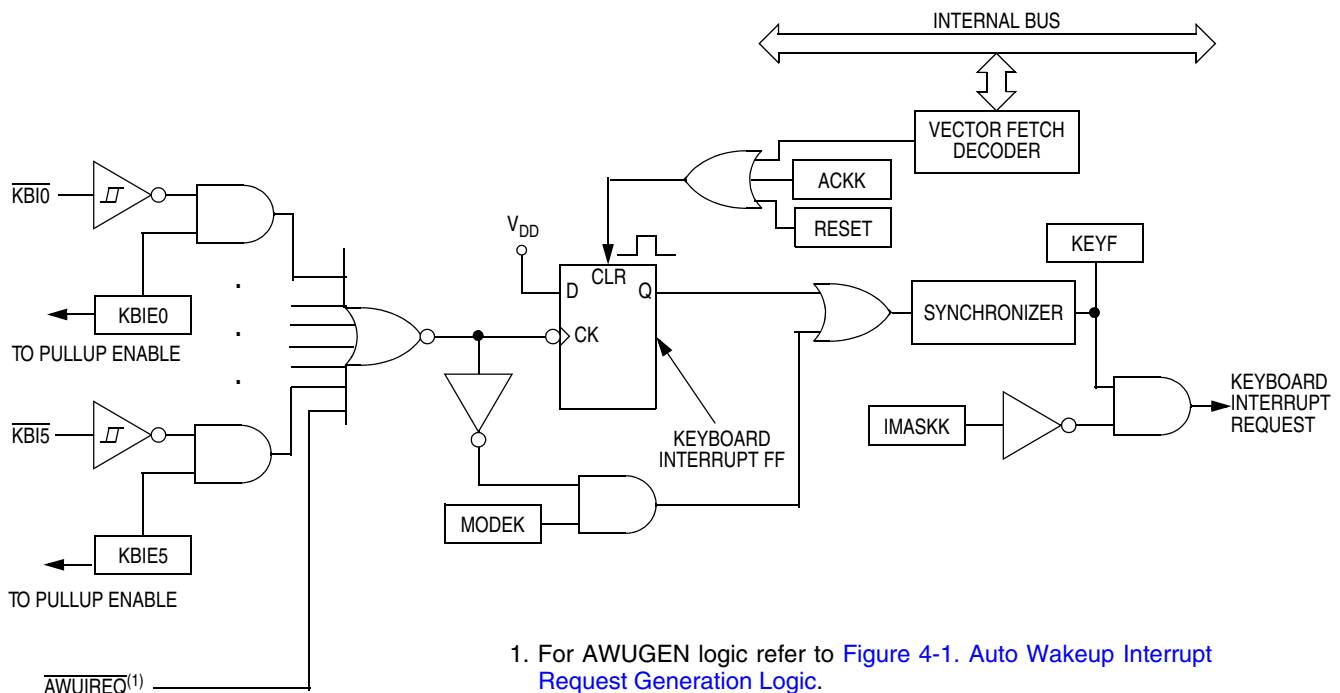 INTERNAL BUS
VECTOR FETCH
DECODER
ACKK
RESET
KBI0
VDD
CLR
D
Q
CK
KEYF
SYNCHRONIZER
KBIE0
TO PULLUP ENABLE
.
.
.
KBI5
KEYBOARD
INTERRUPT FF
IMASKK
KEYBOARD
INTERRUPT
REQUEST
MODEK
KBIE5
TO PULLUP ENABLE
AWUIREQ(1)
1. For AWUGEN logic refer to Figure 4-1. Auto Wakeup Interrupt
Request Generation Logic.